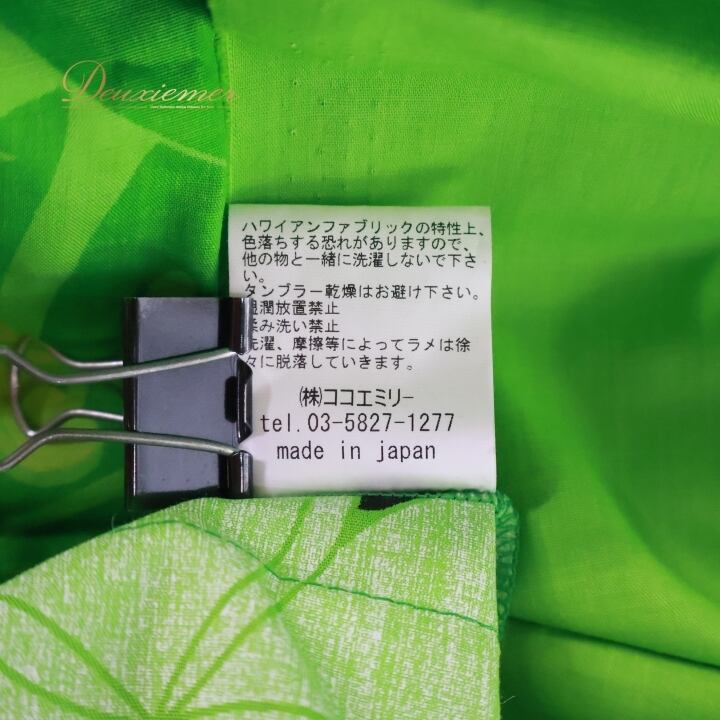 Deuxiemer
ハワイアンファブリックの特性上、
色落ちする恐れがありますので、
他の物と一緒に洗濯しないで下さ
い。
タンブラー乾燥はお避け下さい。
湿潤放置禁止
柔み洗い禁止
洗濯、摩擦等によってラメは徐
々に脱落していきます。
㈱ココエミリー
tel.03-5827-1277
made in japan